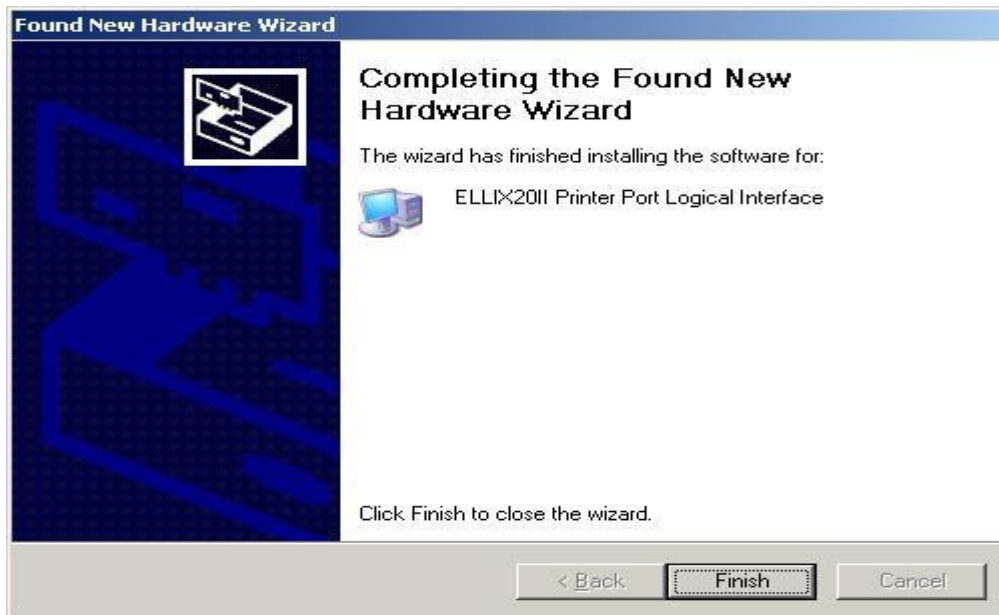 Found New Hardware Wizard
Completing the Found New
Hardware Wizard
The wizard has finished installing the software for:
ELLIX20II Printer Port Logical Interface
Click Finish to close the wizard.
< Back
Finish
Cancel